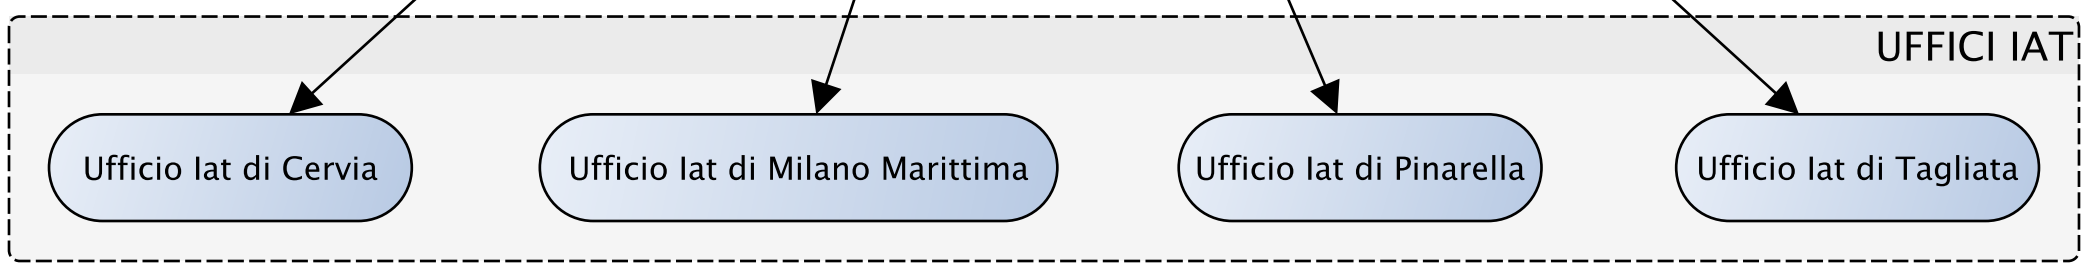 UFFICI IAT
Ufficio Iat di Cervia
Ufficio Iat di Milano Marittima
Ufficio Iat di Pinarella
Ufficio Iat di Tagliata